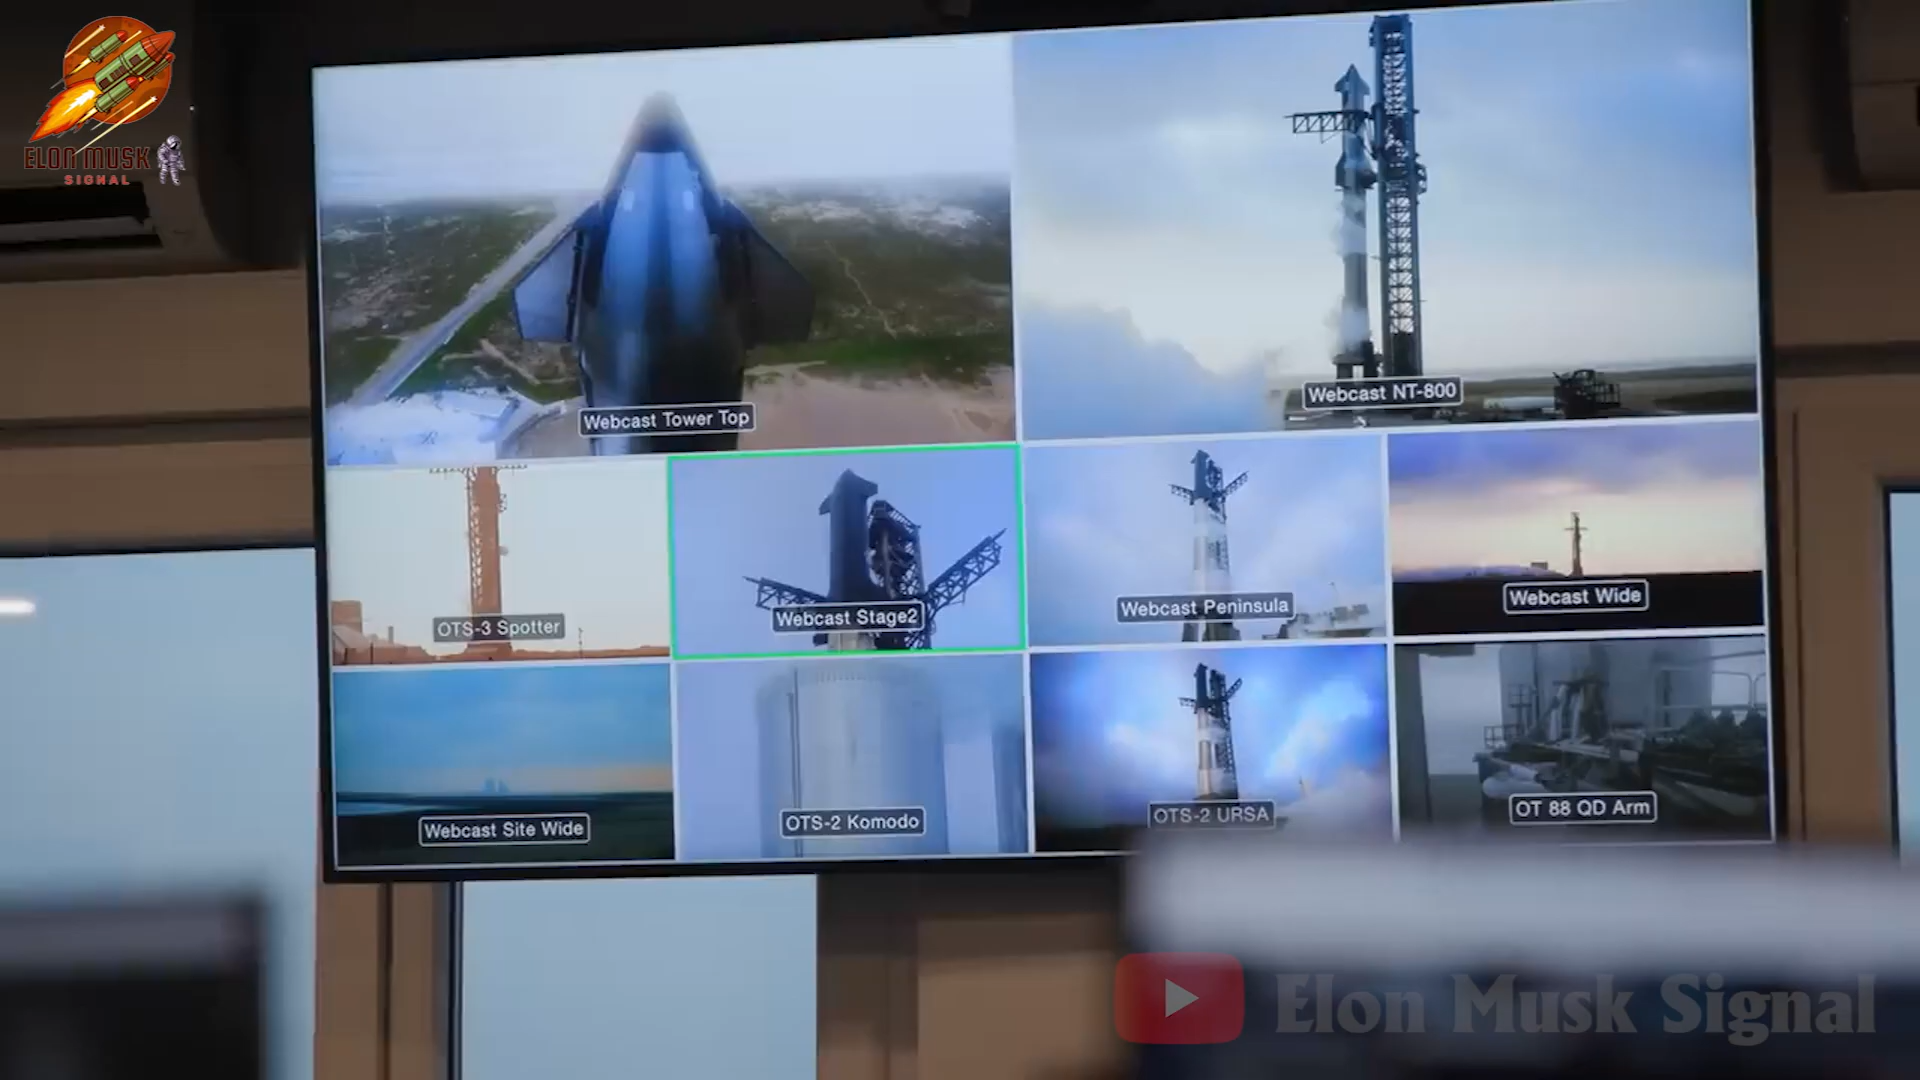 ELON MUSK
SIGNAL
Webcast Tower Top
Webcast NT-800
OTS-3 Spotter
Webcast Stage2
Webcast Peninsula
Webcast Wide
Webcast Site Wide
OTS-2 Komodo
OTS-2 URSA
OT 88 QD Arm
Elon Musk Signal